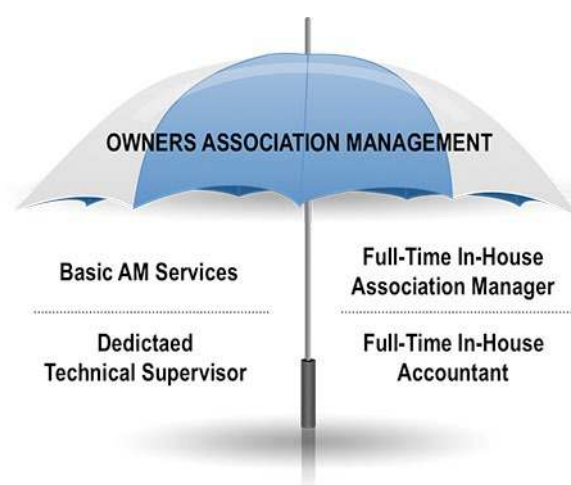 OWNERS ASSOCIATION MANAGEMENT
Basic AM Services
Dedictaed
Technical Supervisor
Full-Time In-House
Association Manager
Full-Time In-House
Accountant